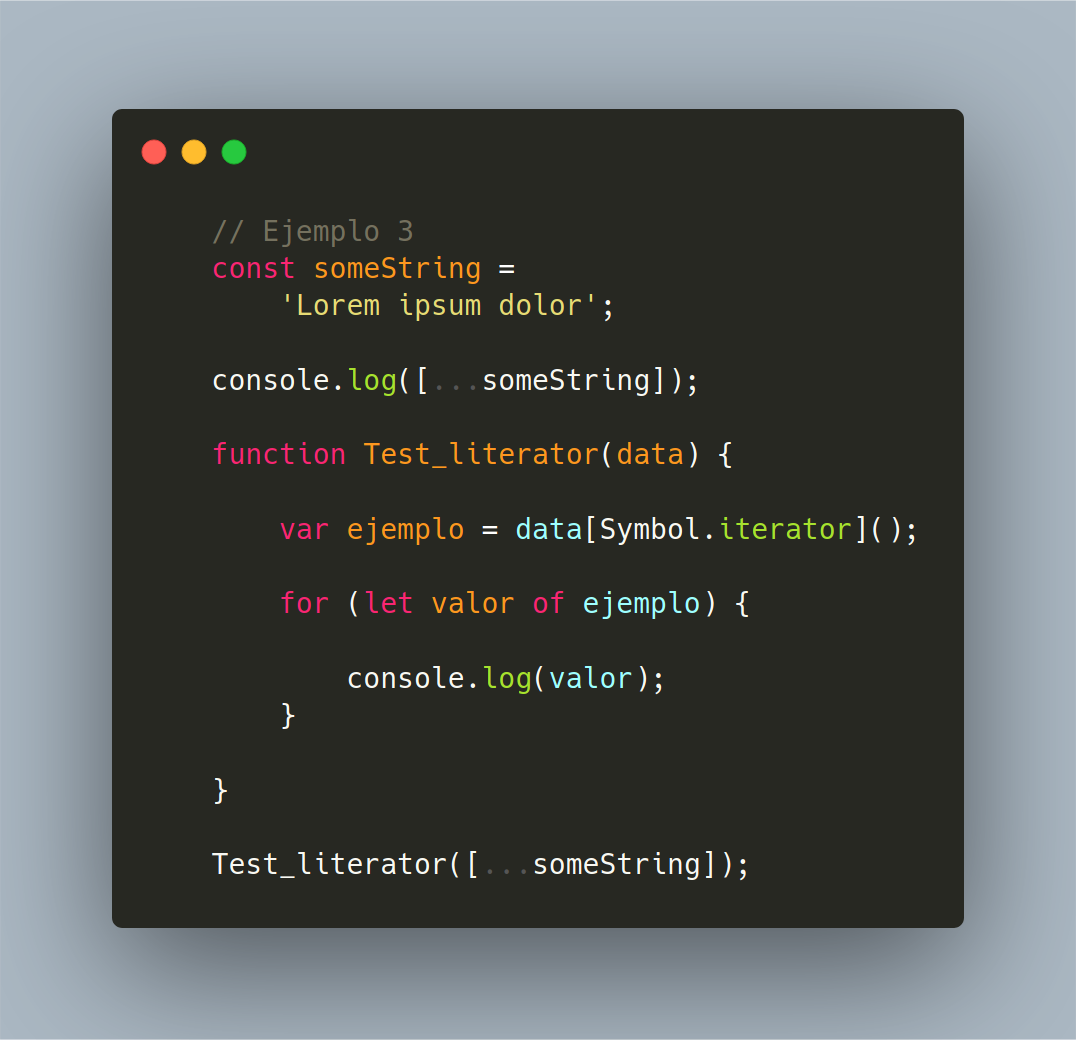 // Ejemplo 3
const someString =
    'Lorem ipsum dolor';
console.log([...someString]);
function Test_literator(data) {
    var ejemplo = data[Symbol.iterator]();
    for (let valor of ejemplo) {
        console.log(valor);
    }
}
Test_literator([...someString]);